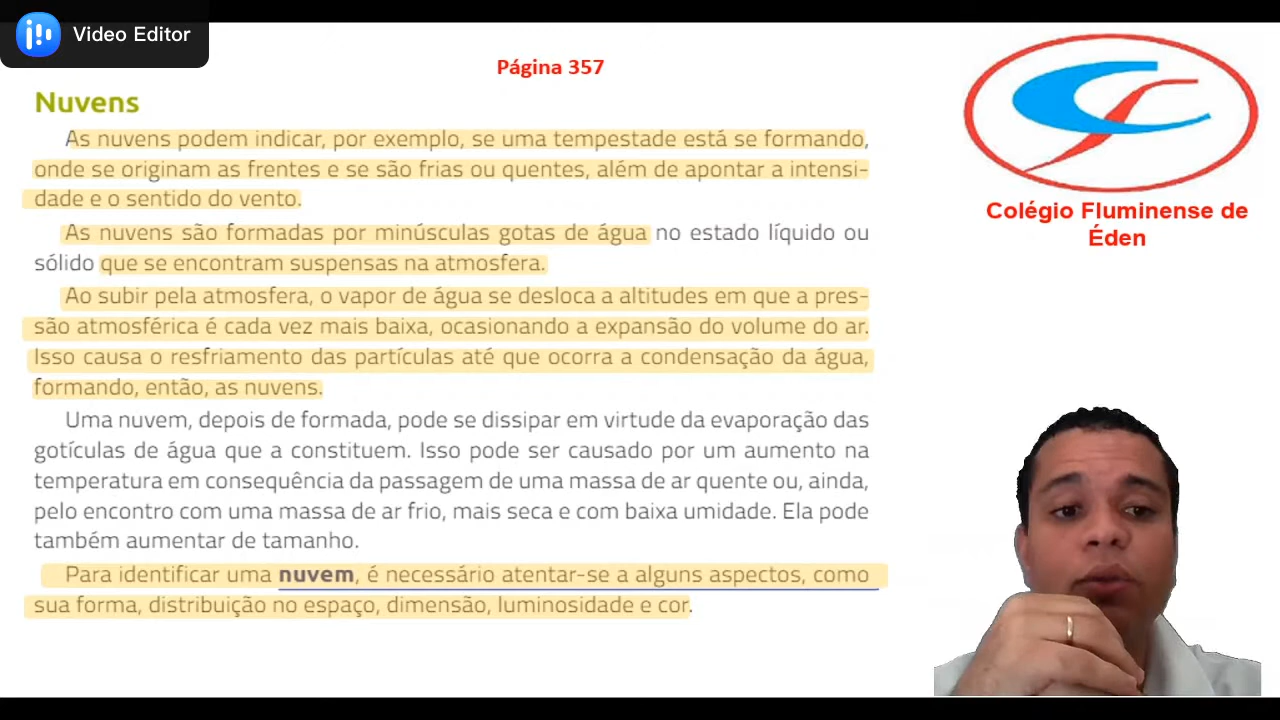 Video Editor
Página 357
Nuvens
As nuvens podem indicar, por exemplo, se uma tempestade está se formando,
onde se originam as frentes e se são frias ou quentes, além de apontar a intensi-
dade e o sentido do vento.
As nuvens são formadas por minúsculas gotas de água no estado líquido ou
sólido que se encontram suspensas na atmosfera.
Ao subir pela atmosfera, o vapor de água se desloca a altitudes em que a pres-
são atmosférica é cada vez mais baixa, ocasionando a expansão do volume do ar.
Isso causa o resfriamento das partículas até que ocorra a condensação da água,
formando, então, as nuvens.
Uma nuvem, depois de formada, pode se dissipar em virtude da evaporação das
gotículas de água que a constituem. Isso pode ser causado por um aumento na
temperatura em consequência da passagem de uma massa de ar quente ou, ainda,
pelo encontro com uma massa de ar frio, mais seca e com baixa umidade. Ela pode
também aumentar de tamanho.
Para identificar uma nuvem, é necessário atentar-se a alguns aspectos, como
sua forma, distribuição no espaço, dimensão, luminosidade e cor.
Colégio Fluminense de
Éden